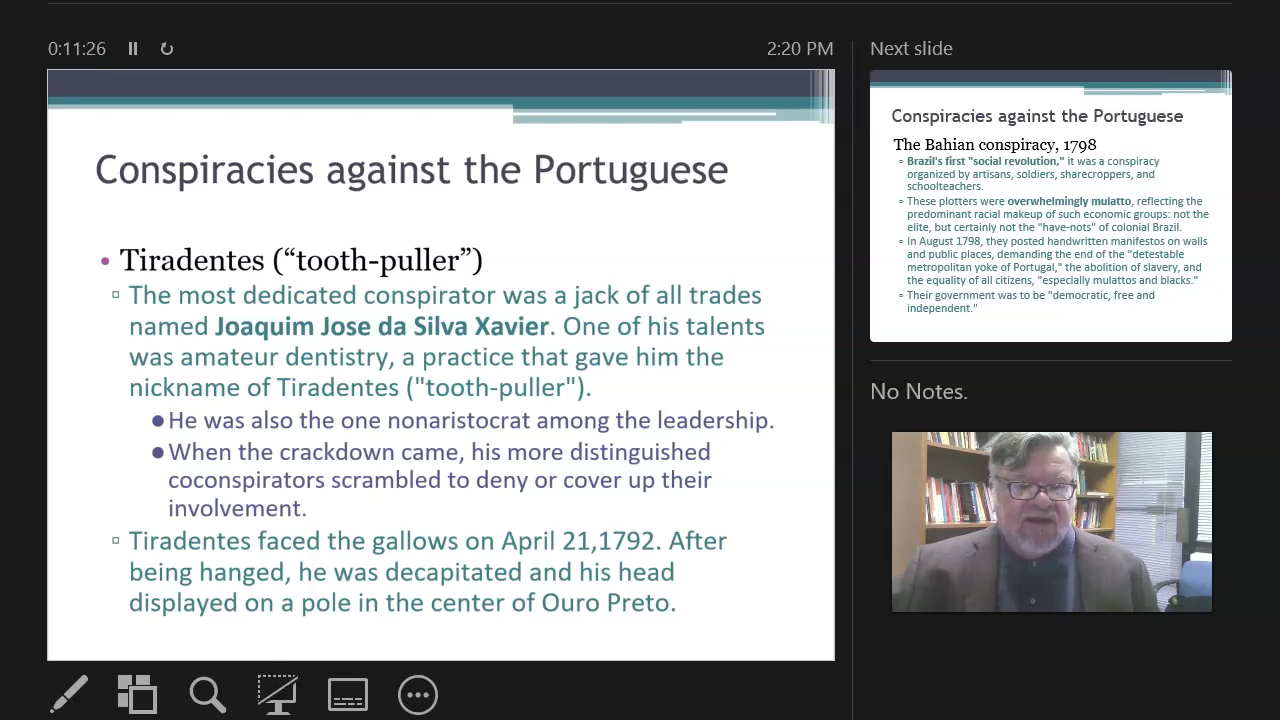 0:11:26
2:20 PM
Next slide
Conspiracies against the Portuguese
• Tiradentes (“tooth-puller”)
▫ The most dedicated conspirator was a jack of all trades
named Joaquim Jose da Silva Xavier. One of his talents
was amateur dentistry, a practice that gave him the
nickname of Tiradentes ("tooth-puller").
● He was also the one nonaristocrat among the leadership.
● When the crackdown came, his more distinguished
coconspirators scrambled to deny or cover up their
involvement.
▫ Tiradentes faced the gallows on April 21,1792. After
being hanged, he was decapitated and his head
displayed on a pole in the center of Ouro Preto.
Conspiracies against the Portuguese
The Bahian conspiracy, 1798
▫ Brazil's first "social revolution," it was a conspiracy
organized by artisans, soldiers, sharecroppers, and
schoolteachers.
▫ These plotters were overwhelmingly mulatto, reflecting the
predominant racial makeup of such economic groups: not the
elite, but certainly not the "have-nots" of colonial Brazil.
▫ In August 1798, they posted handwritten manifestos on walls
and public places, demanding the end of the "detestable
metropolitan yoke of Portugal," the abolition of slavery, and
the equality of all citizens, "especially mulattos and blacks."
▫ Their government was to be "democratic, free and
independent."
No Notes.